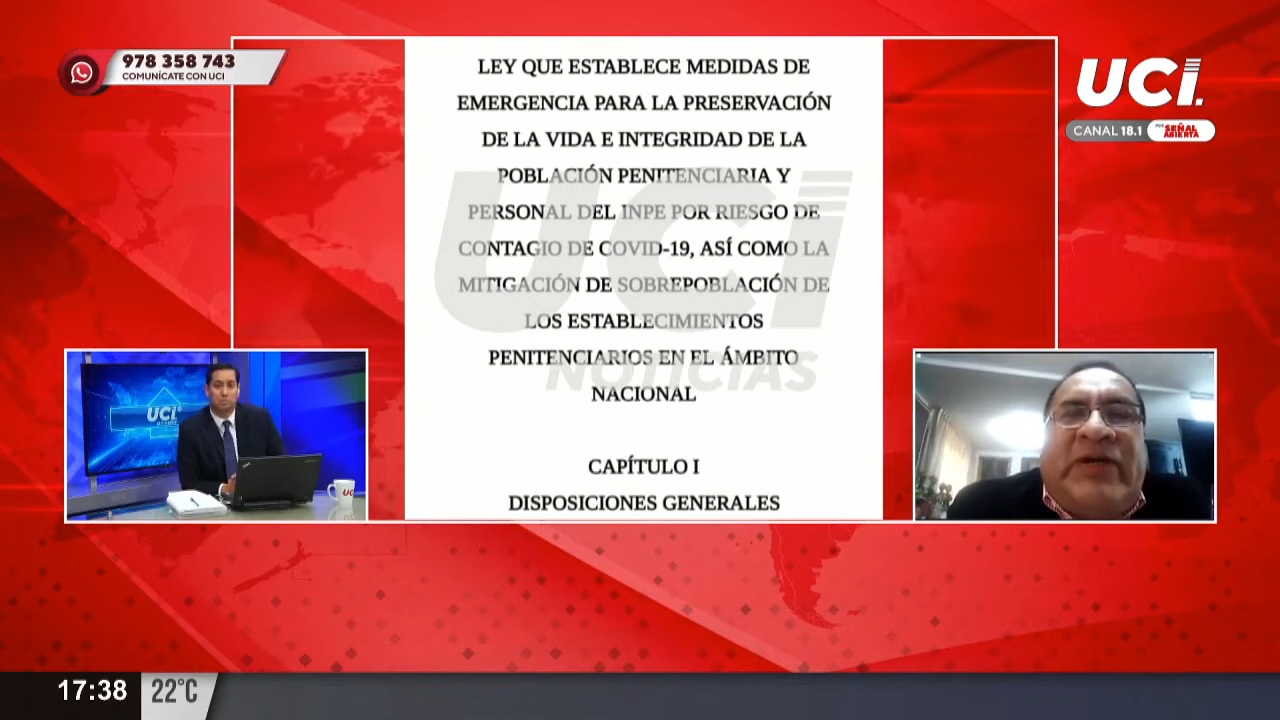 978 358 743
COMUNÍCATE CON UCI
UCI.
CANAL 18.1 POR SEÑAL ABIERTA
LEY QUE ESTABLECE MEDIDAS DE
EMERGENCIA PARA LA PRESERVACIÓN
DE LA VIDA E INTEGRIDAD DE LA
POBLACIÓN PENITENCIARIA Y
PERSONAL DEL INPE POR RIESGO DE
CONTAGIO DE COVID-19, ASÍ COMO LA
MITIGACIÓN DE SOBREPOBLACIÓN DE
LOS ESTABLECIMIENTOS
PENITENCIARIOS EN EL ÁMBITO
NACIONAL
CAPÍTULO I
DISPOSICIONES GENERALES
UCI
NOTICIAS
UCI
UC
17:38
22°C